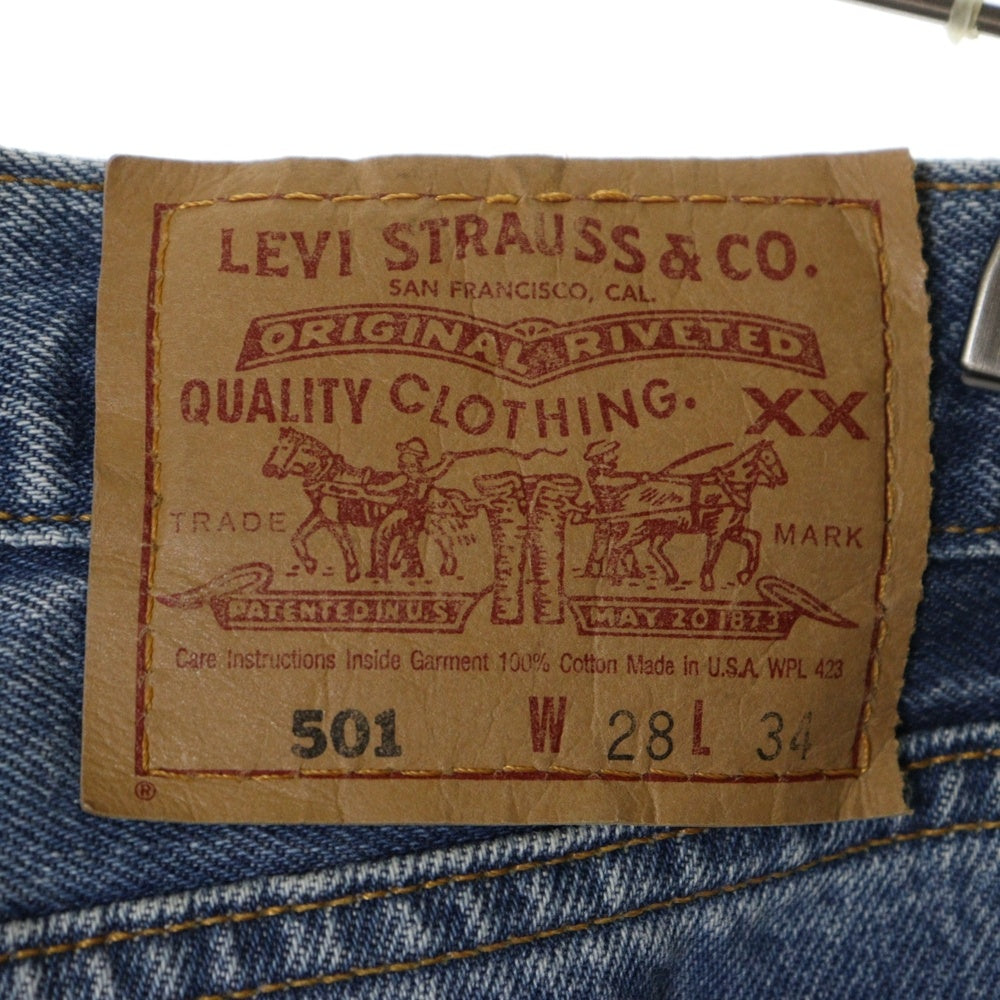 LEVI STRAUSS & CO.
SAN FRANCISCO, CAL.
ORIGINAL RIVETED
QUALITY CLOTHING. XX
TRADE MARK
PATENTED IN U.S. MAY 20 1873
Care Instructions Inside Garment 100% Cotton Made in U.S.A. WPL 423
501 W 28 L 34
®